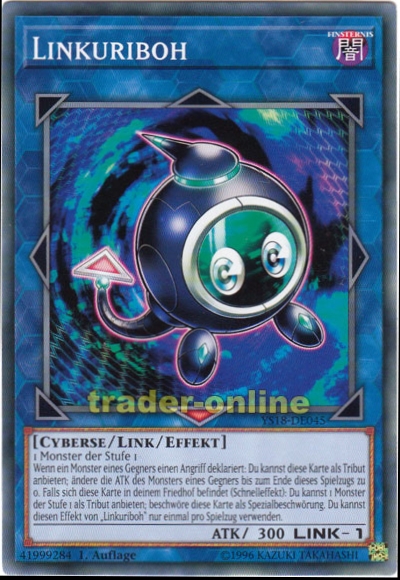 LINKURIBOH
FINSTERNIS
闇
trader-online
YS18-DE045
[CYBERSE/LINK/EFFEKT]
1 Monster der Stufe 1
Wenn ein Monster eines Gegners einen Angriff deklariert: Du kannst diese Karte als Tribut
anbieten; ändere die ATK des Monsters eines Gegners bis zum Ende dieses Spielzugs zu
0. Falls sich diese Karte in deinem Friedhof befindet (Schnelleffekt): Du kannst 1 Monster
der Stufe 1 als Tribut anbieten; beschwöre diese Karte als Spezialbeschwörung. Du kannst
diesen Effekt von „Linkuriboh" nur einmal pro Spielzug verwenden.
ATK/ 300 LINK-1
41999284 1. Auflage ©1996 KAZUKI TAKAHASHI